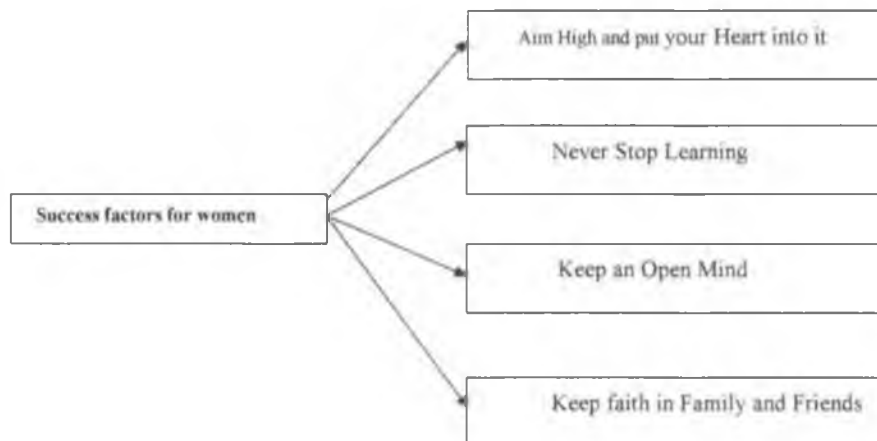 Aim High and put your Heart into it
Never Stop Learning
Success factors for women
Keep an Open Mind
Keep faith in Family and Friends